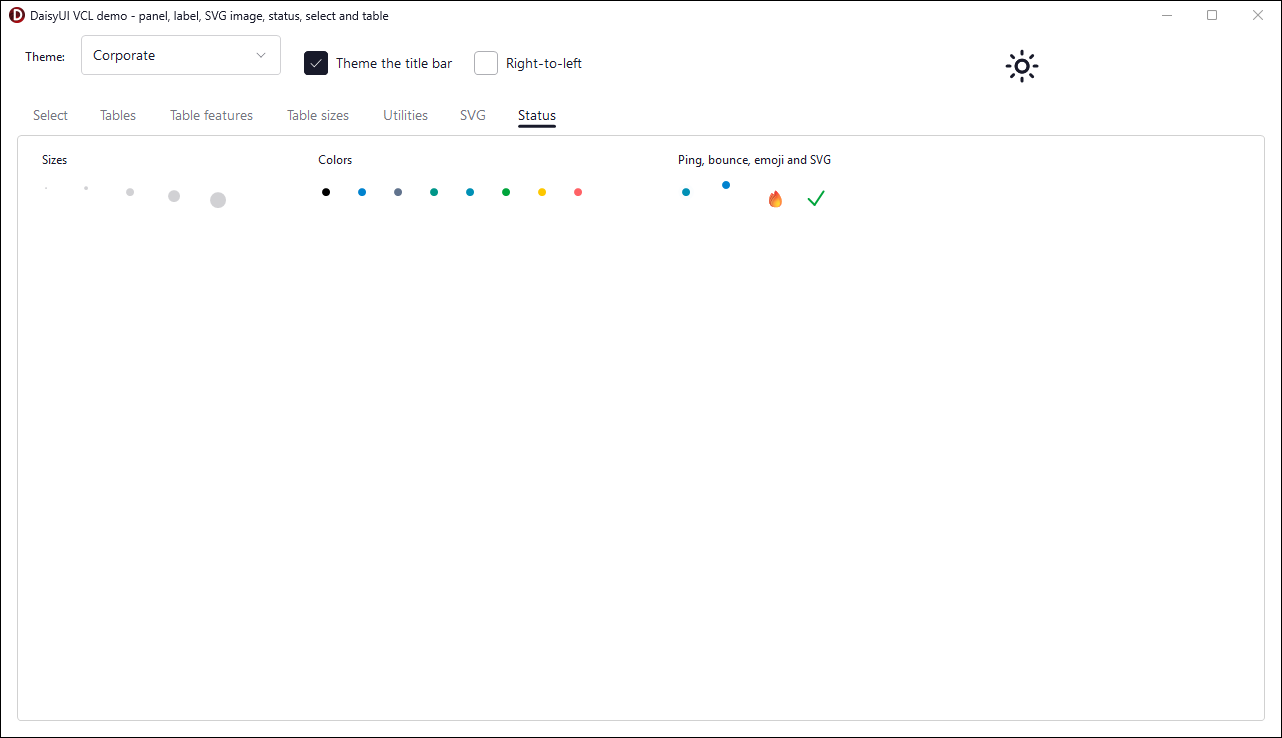 DaisyUI VCL demo - panel, label, SVG image, status, select and table
Theme: Corporate Theme the title bar Right-to-left
Select Tables Table features Table sizes Utilities SVG Status
Sizes Colors Ping, bounce, emoji and SVG